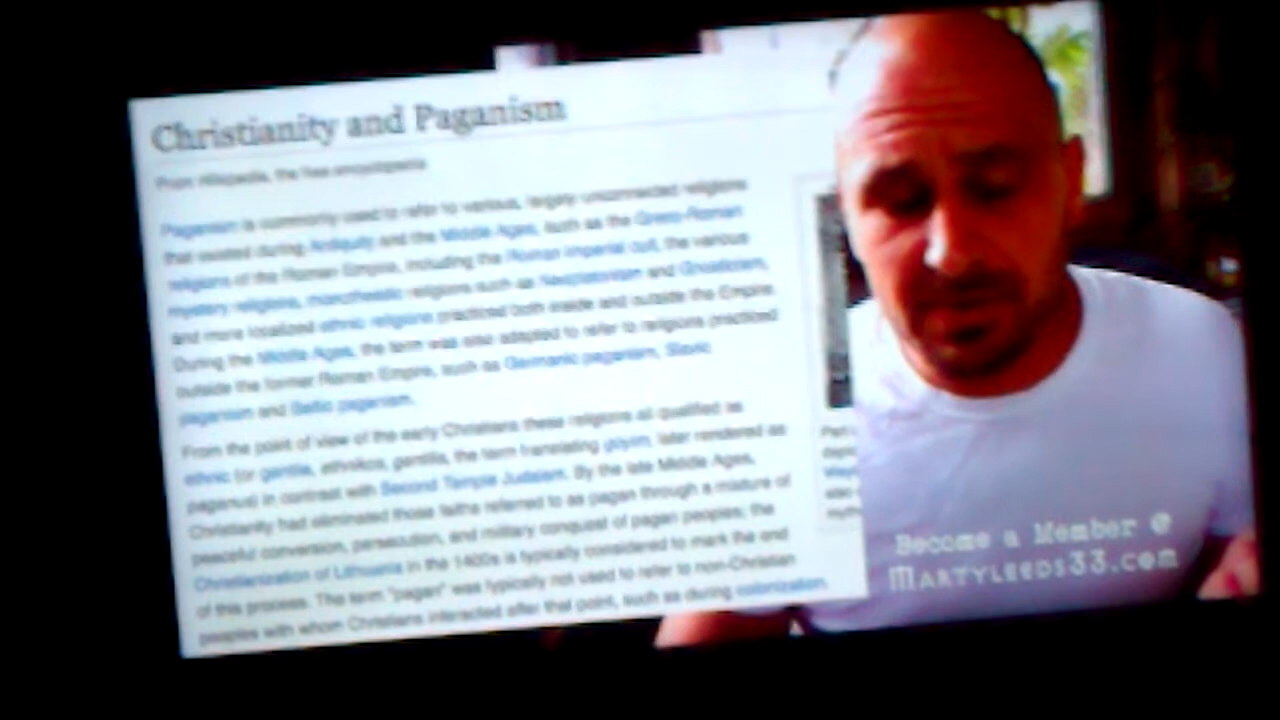 Christianity and Paganism
From Wikipedia, the free encyclopedia
Paganism is commonly used to refer to various, largely unconnected religions
that existed during Antiquity and the Middle Ages, such as the Greco-Roman
religions of the Roman Empire, including the Roman imperial cult, the various
mystery religions, monotheistic religions such as Neoplatonism and Gnosticism,
and more localized ethnic religions practiced both inside and outside the Empire.
During the Middle Ages, the term was also adapted to refer to religions practiced
outside the former Roman Empire, such as Germanic paganism, Slavic
paganism and Baltic paganism.
From the point of view of the early Christians these religions all qualified as
ethnic (or gentile, ethnikos, gentilis, the term translating goyim, later rendered as
paganus) in contrast with Second Temple Judaism. By the late Middle Ages,
Christianity had eliminated those faiths referred to as pagan through a mixture of
peaceful conversion, persecution, and military conquest of pagan peoples; the
Christianization of Lithuania in the 1400s is typically considered to mark the end
of this process. The term "pagan" was typically not used to refer to non-Christian
peoples with whom Christians interacted after that point, such as during colonization.
Become a Member @
Martyleeds33.com